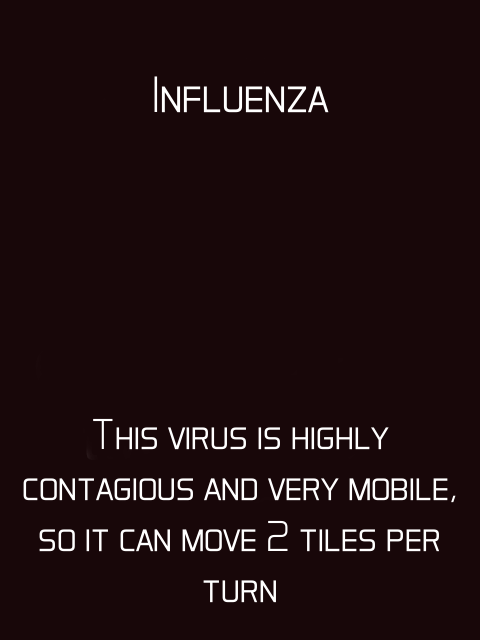 Influenza
This virus is highly
contagious and very mobile,
so it can move 2 tiles per
turn